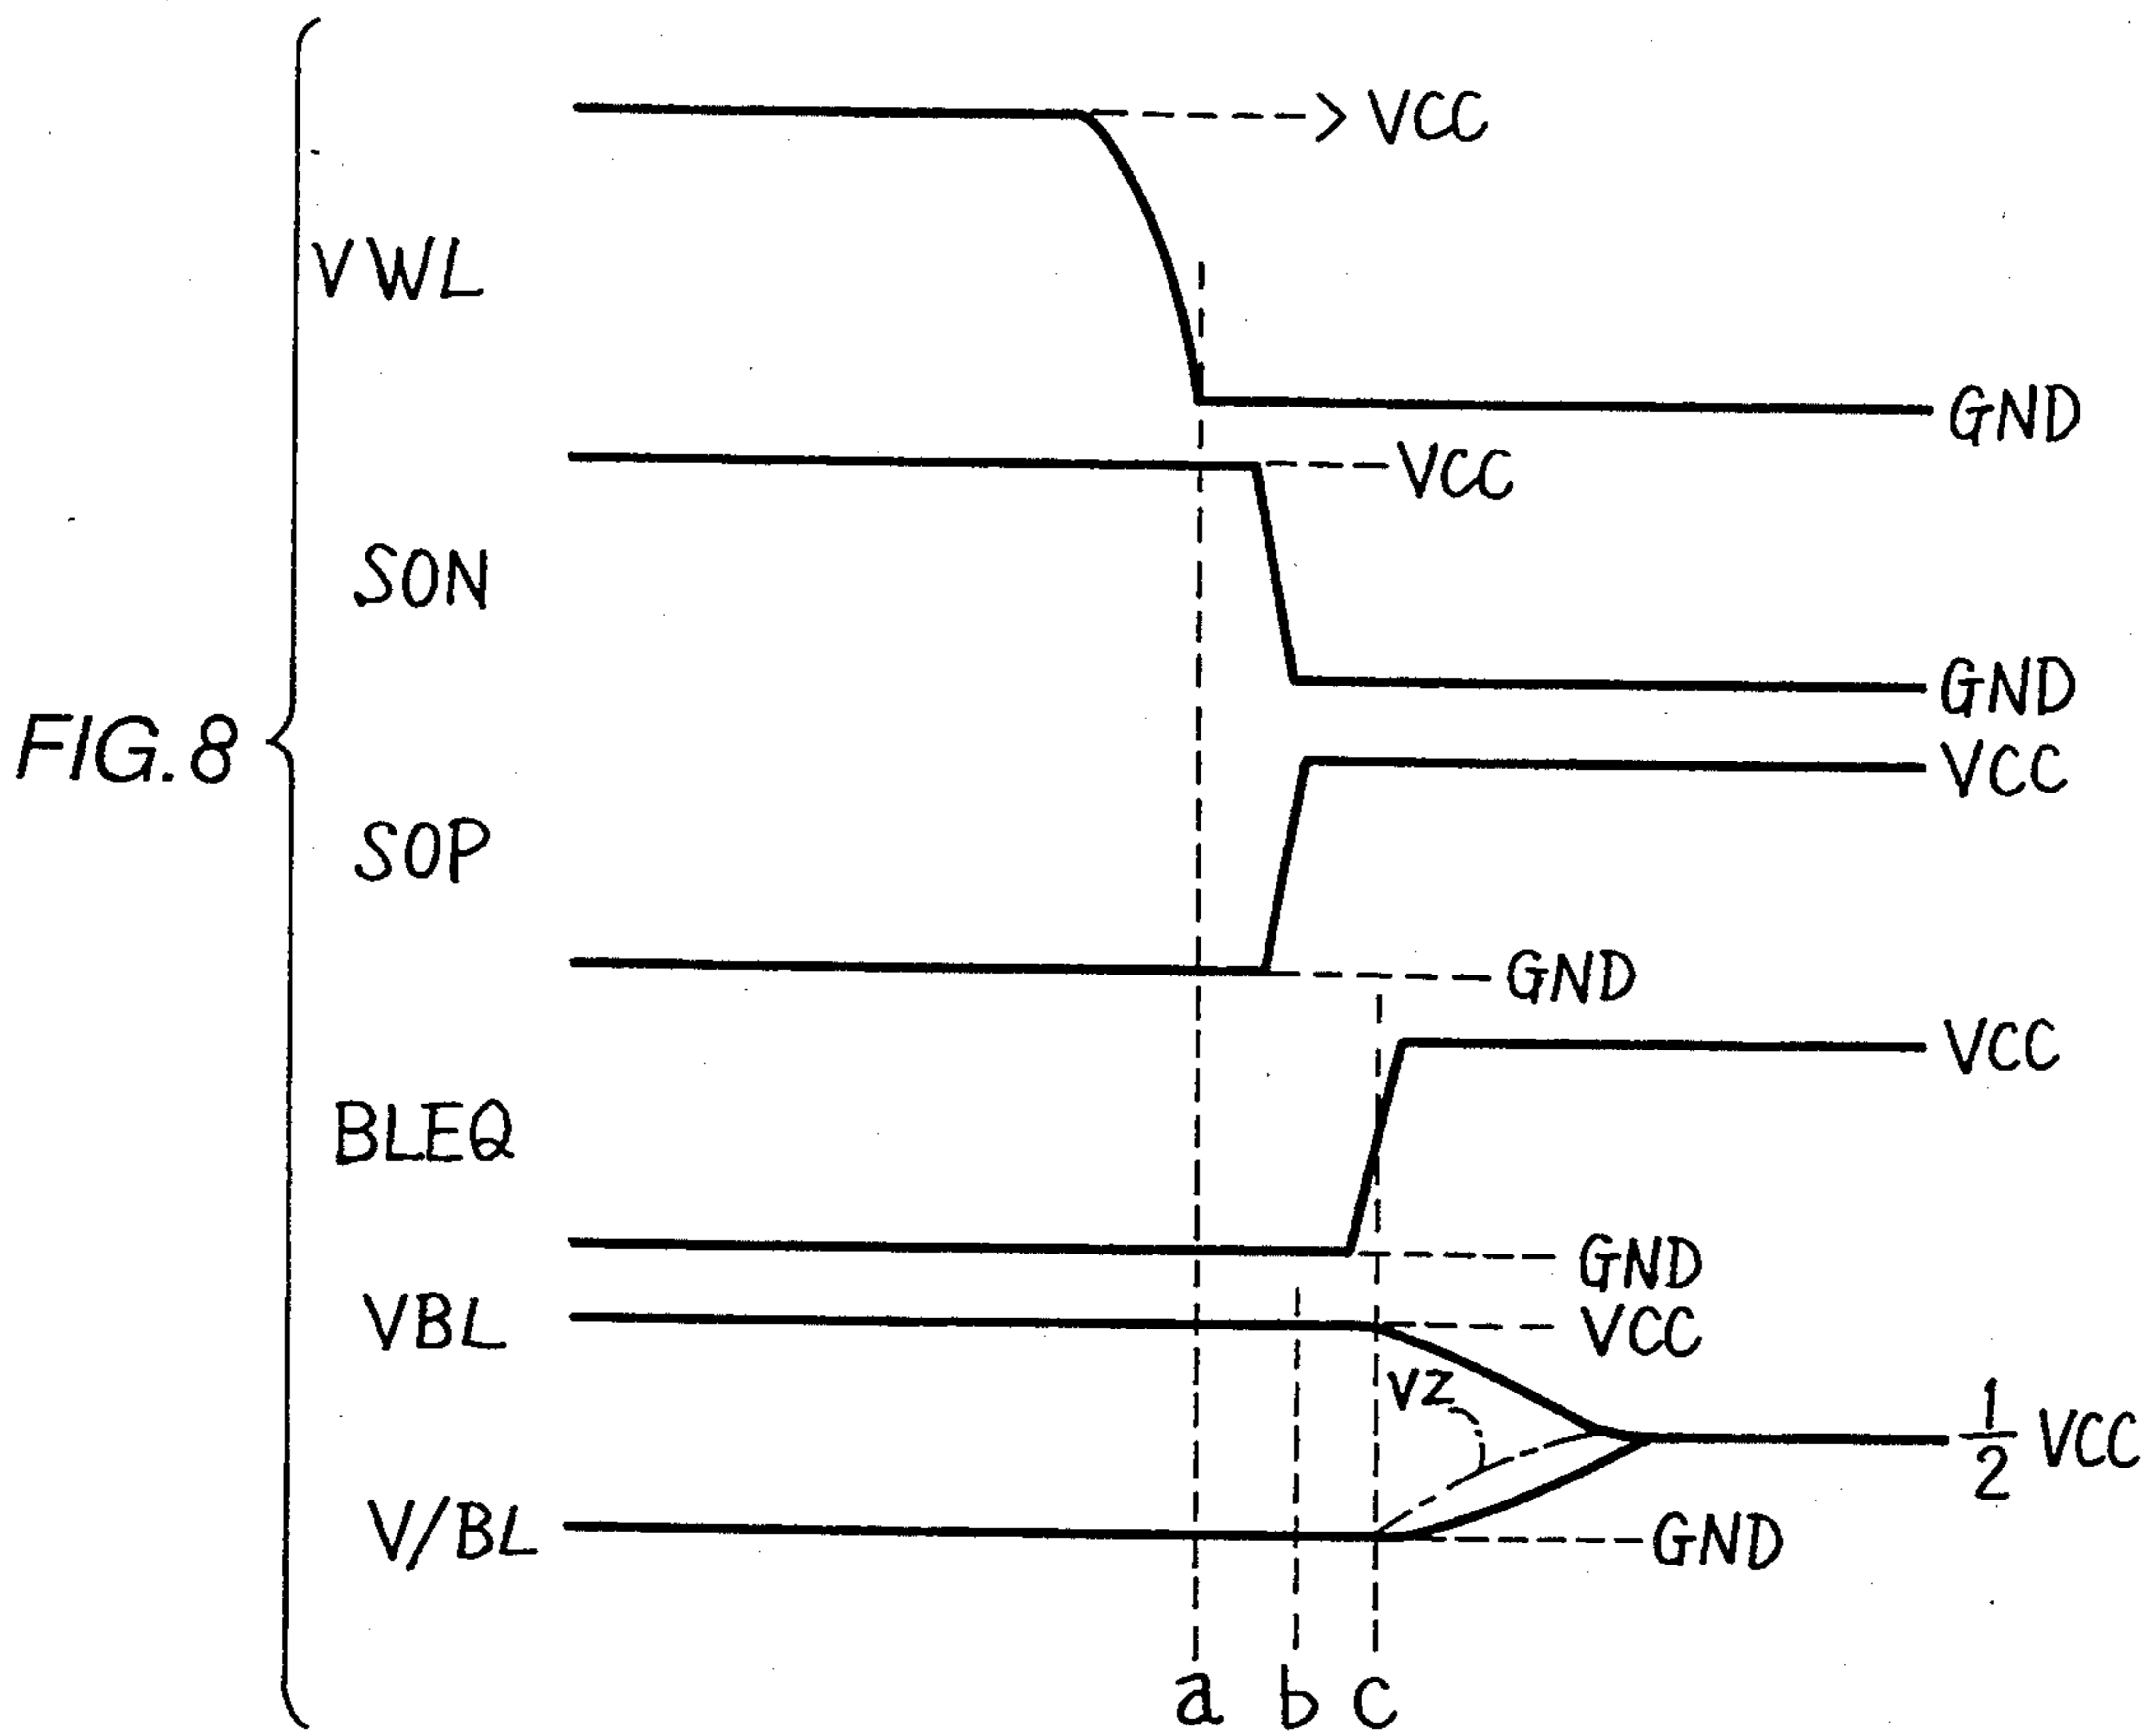 > VCC
VWL
GND
VCC
SON
GND
FIG. 8
VCC
SOP
GND
VCC
BLEQ
GND
VBL
VCC
VZ
1/2 VCC
V/BL
GND
a b c